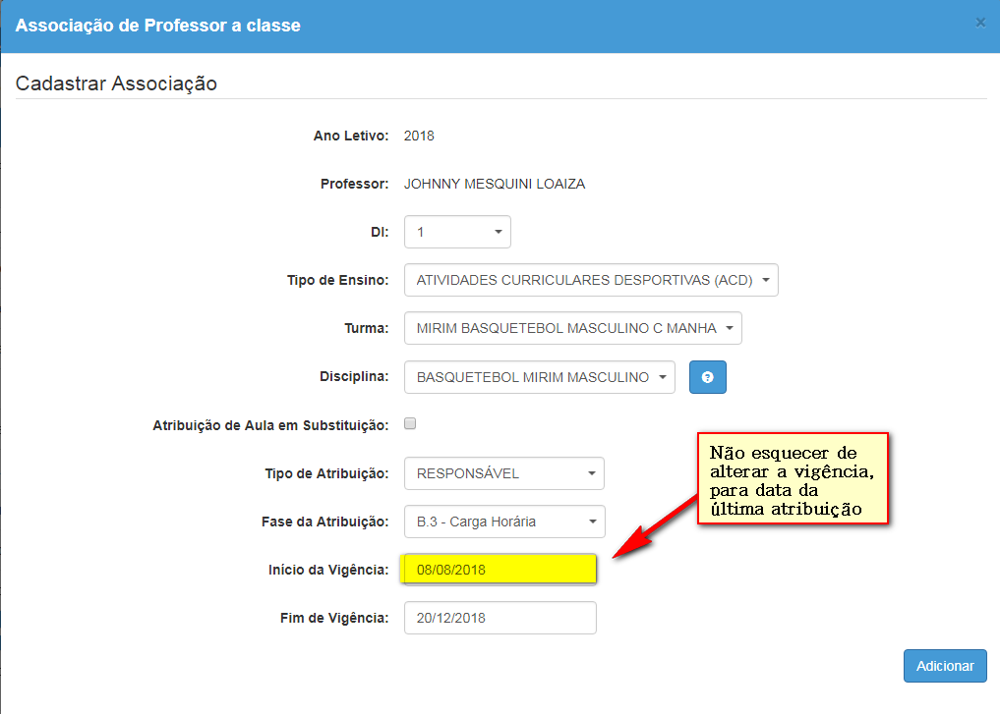 Associação de Professor a classe ×
Cadastrar Associação
Ano Letivo: 2018
Professor: JOHNNY MESQUINI LOAIZA
DI: 1
Tipo de Ensino: ATIVIDADES CURRICULARES DESPORTIVAS (ACD)
Turma: MIRIM BASQUETEBOL MASCULINO C MANHA
Disciplina: BASQUETEBOL MIRIM MASCULINO ?
Atribuição de Aula em Substituição:
Tipo de Atribuição: RESPONSÁVEL
Fase da Atribuição: B.3 - Carga Horária
Início da Vigência: 08/08/2018
Fim de Vigência: 20/12/2018
Não esquecer de
alterar a vigência,
para data da
última atribuição
Adicionar